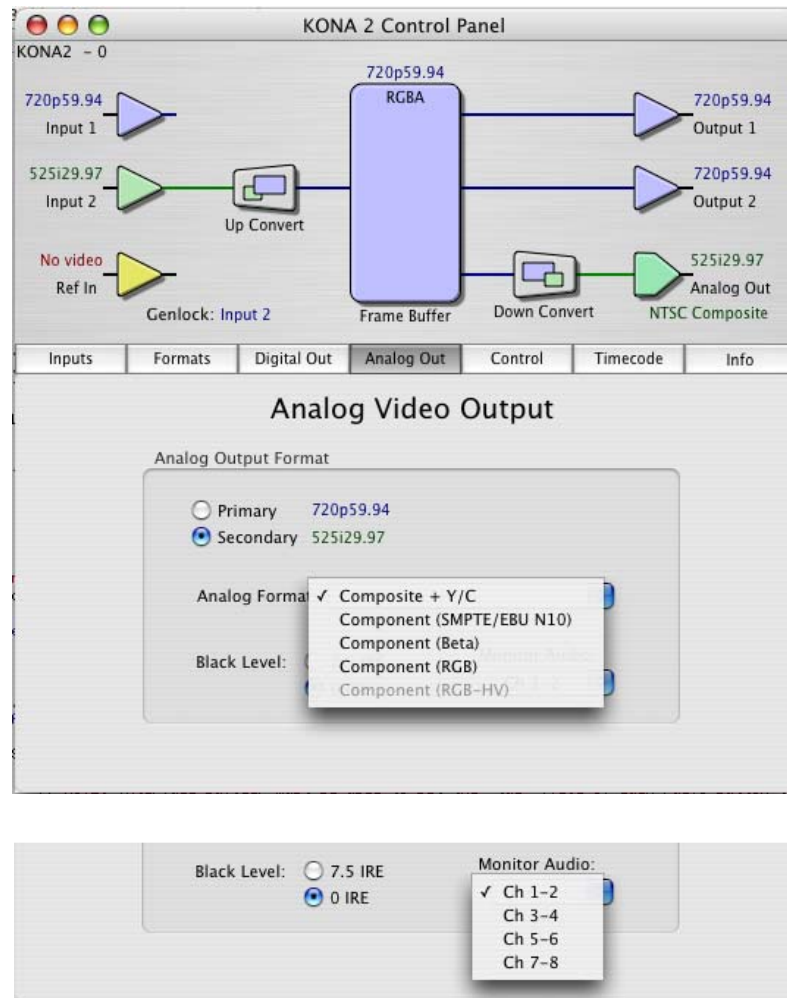 KONA 2 Control Panel
KONA2 - 0
720p59.94
RGBA
720p59.94
Input 1
720p59.94
Output 1
525i29.97
Input 2
Up Convert
720p59.94
Output 2
No video
Ref In
Genlock: Input 2
Frame Buffer
Down Convert
525i29.97
Analog Out
NTSC Composite
Inputs
Formats
Digital Out
Analog Out
Control
Timecode
Info
Analog Video Output
Analog Output Format
Primary 720p59.94
Secondary 525i29.97
Analog Format
✓ Composite + Y/C
Component (SMPTE/EBU N10)
Component (Beta)
Component (RGB)
Component (RGB-HV)
Black Level:
Black Level:
7.5 IRE
0 IRE
Monitor Audio:
✓ Ch 1-2
Ch 3-4
Ch 5-6
Ch 7-8